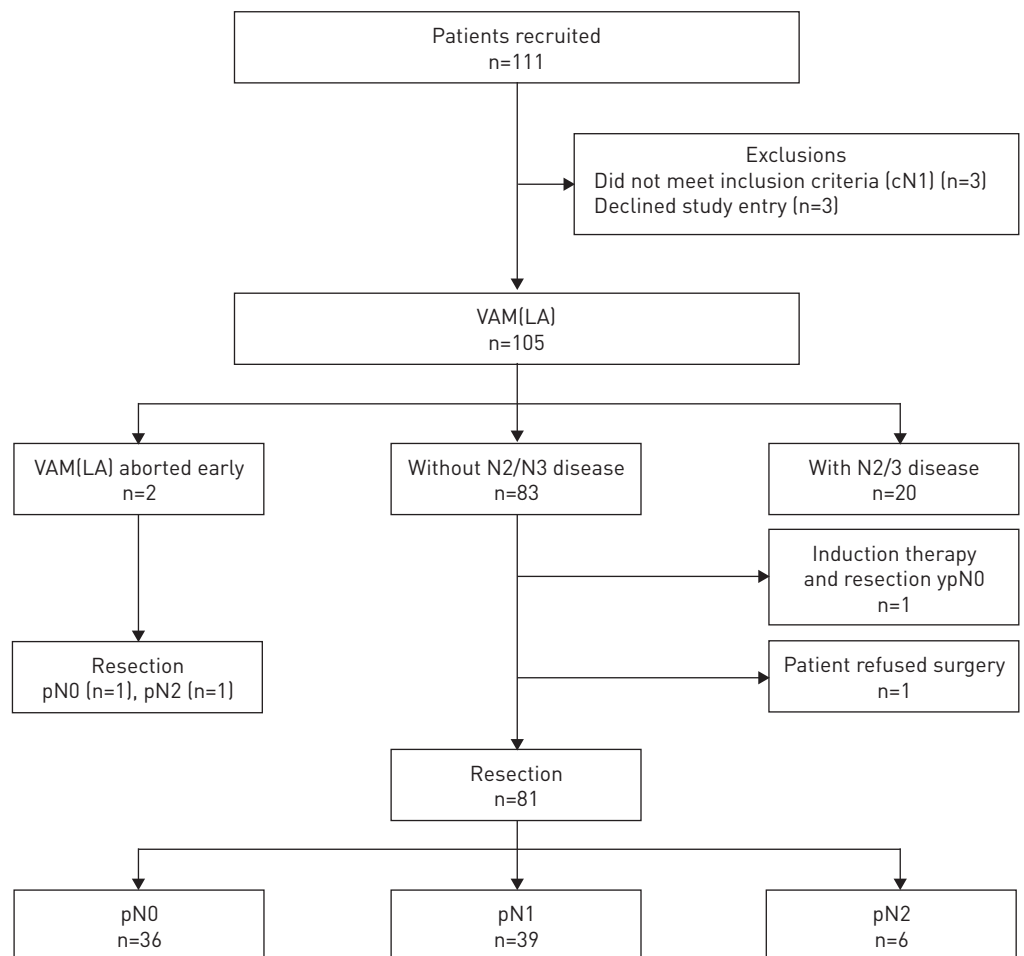 Patients recruited
n=111
Exclusions
Did not meet inclusion criteria (cN1) (n=3)
Declined study entry (n=3)
VAM(LA)
n=105
VAM(LA) aborted early
n=2
Without N2/N3 disease
n=83
With N2/3 disease
n=20
Induction therapy
and resection ypN0
n=1
Resection
pN0 (n=1), pN2 (n=1)
Patient refused surgery
n=1
Resection
n=81
pN0
n=36
pN1
n=39
pN2
n=6